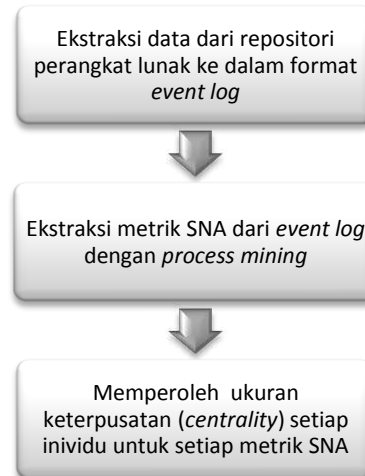 Ekstraksi data dari repositori
perangkat lunak ke dalam format
event log
Ekstraksi metrik SNA dari event log
dengan process mining
Memperoleh ukuran
keterpusatan (centrality) setiap
inividu untuk setiap metrik SNA